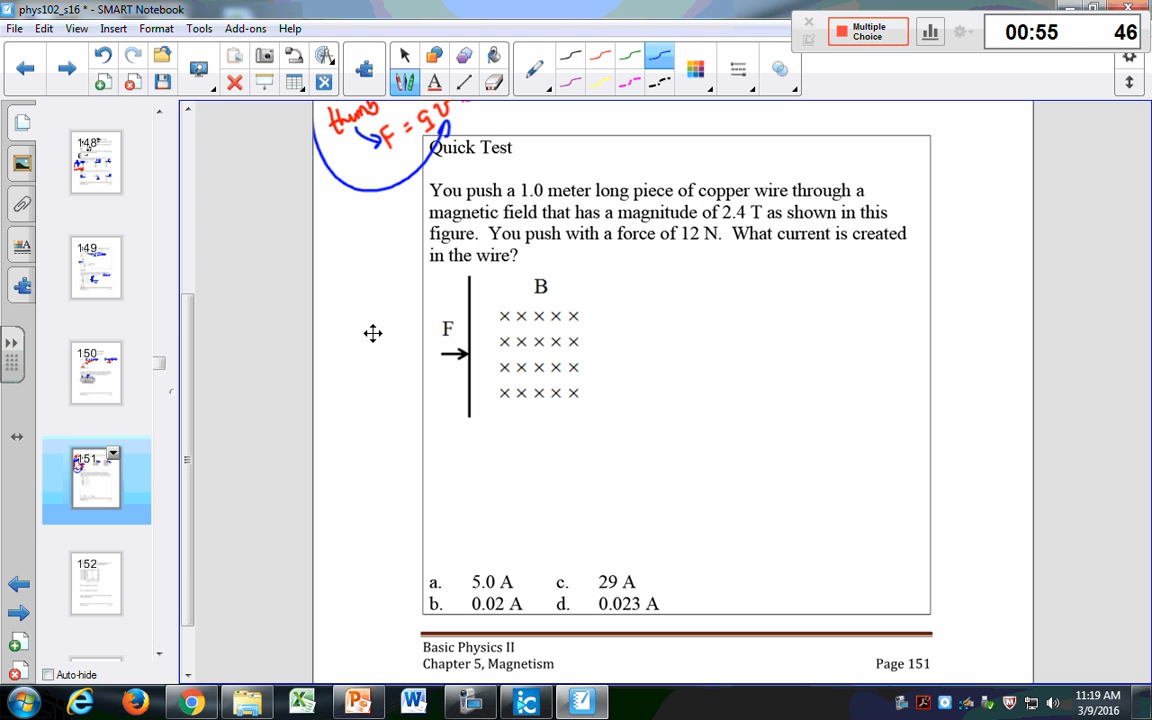 phys102_s16 * - SMART Notebook
File Edit View Insert Format Tools Add-ons Help
Multiple
Choice
00:55 46
148
149
150
151
152
Auto-hide
thumb
F = qv
Quick Test
You push a 1.0 meter long piece of copper wire through a
magnetic field that has a magnitude of 2.4 T as shown in this
figure. You push with a force of 12 N. What current is created
in the wire?
B
F
× × × × ×
× × × × ×
× × × × ×
× × × × ×
a. 5.0 A c. 29 A
b. 0.02 A d. 0.023 A
Basic Physics II
Chapter 5, Magnetism Page 151
11:19 AM
3/9/2016